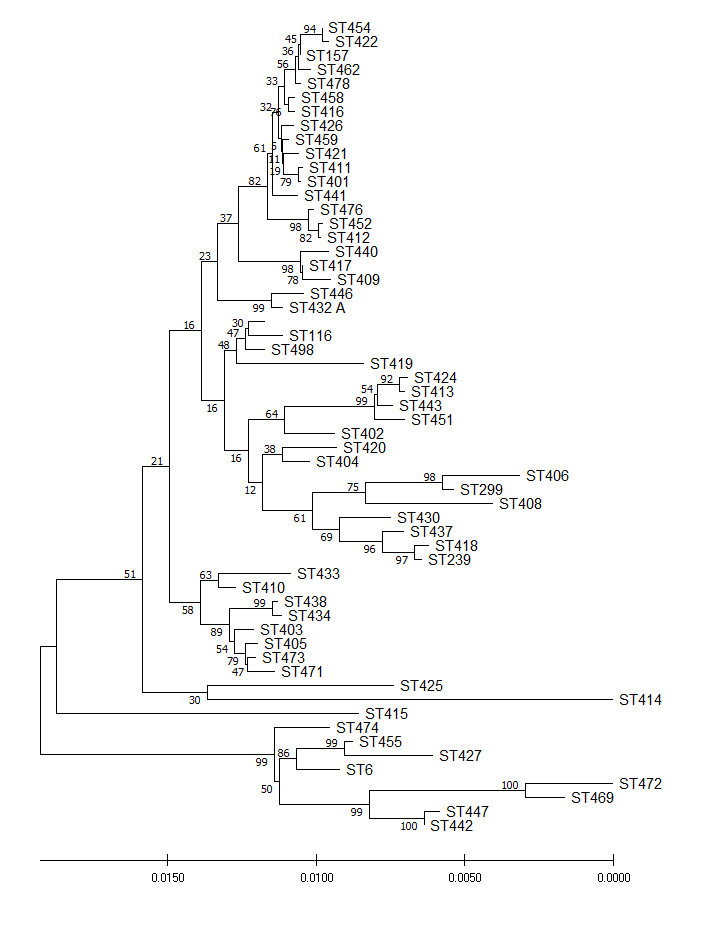 94 ST454
45 ST422
36 ST157
56 ST462
33 ST478
ST458
32 76 ST416
ST426
5 ST459
61 11 ST421
19 ST411
79 ST401
82 ST441
ST476
98 ST452
82 ST412
37 ST440
98 ST417
78 ST409
23 ST446
99 ST432 A
30
47 ST116
48 ST498
16 ST419
92 ST424
54 ST413
99 ST443
ST451
16 64 ST402
38 ST420
16 ST404
12 98 ST406
75 ST299
ST408
61 ST430
69 ST437
96 ST418
97 ST239
21
51 63 ST433
ST410
58 99 ST438
ST434
89 ST403
54 ST405
79 ST473
47 ST471
ST425
30 ST414
ST415
ST474
99 99 ST455
86 ST427
ST6
50 100 ST472
ST469
99 ST447
100 ST442
0.0150 0.0100 0.0050 0.0000